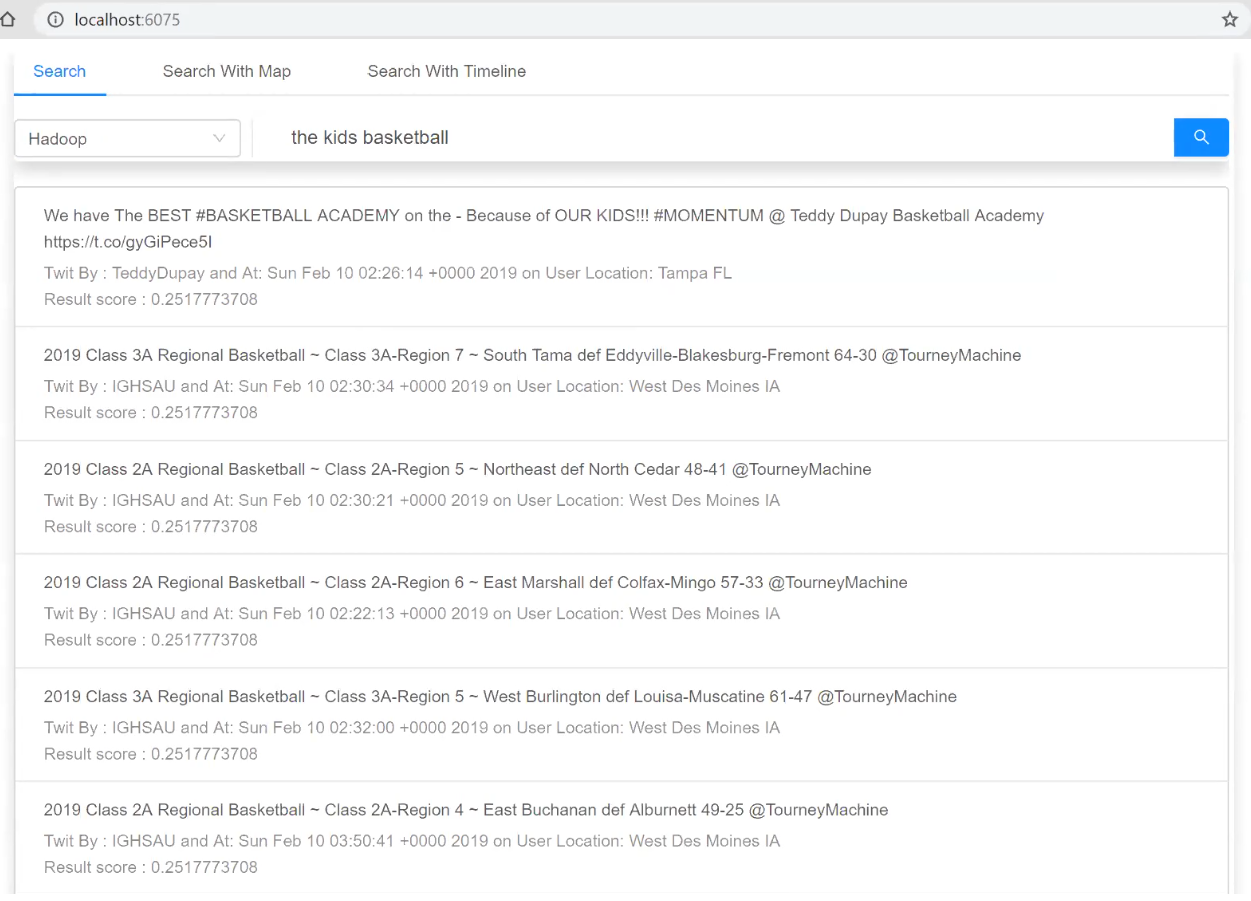 localhost:6075
Search Search With Map Search With Timeline
Hadoop the kids basketball
We have The BEST #BASKETBALL ACADEMY on the - Because of OUR KIDS!!! #MOMENTUM @ Teddy Dupay Basketball Academy
https://t.co/gyGiPece5I
Twit By : TeddyDupay and At: Sun Feb 10 02:26:14 +0000 2019 on User Location: Tampa FL
Result score : 0.2517773708
2019 Class 3A Regional Basketball ~ Class 3A-Region 7 ~ South Tama def Eddyville-Blakesburg-Fremont 64-30 @TourneyMachine
Twit By : IGHSAU and At: Sun Feb 10 02:30:34 +0000 2019 on User Location: West Des Moines IA
Result score : 0.2517773708
2019 Class 2A Regional Basketball ~ Class 2A-Region 5 ~ Northeast def North Cedar 48-41 @TourneyMachine
Twit By : IGHSAU and At: Sun Feb 10 02:30:21 +0000 2019 on User Location: West Des Moines IA
Result score : 0.2517773708
2019 Class 2A Regional Basketball ~ Class 2A-Region 6 ~ East Marshall def Colfax-Mingo 57-33 @TourneyMachine
Twit By : IGHSAU and At: Sun Feb 10 02:22:13 +0000 2019 on User Location: West Des Moines IA
Result score : 0.2517773708
2019 Class 3A Regional Basketball ~ Class 3A-Region 5 ~ West Burlington def Louisa-Muscatine 61-47 @TourneyMachine
Twit By : IGHSAU and At: Sun Feb 10 02:32:00 +0000 2019 on User Location: West Des Moines IA
Result score : 0.2517773708
2019 Class 2A Regional Basketball ~ Class 2A-Region 4 ~ East Buchanan def Alburnett 49-25 @TourneyMachine
Twit By : IGHSAU and At: Sun Feb 10 03:50:41 +0000 2019 on User Location: West Des Moines IA
Result score : 0.2517773708